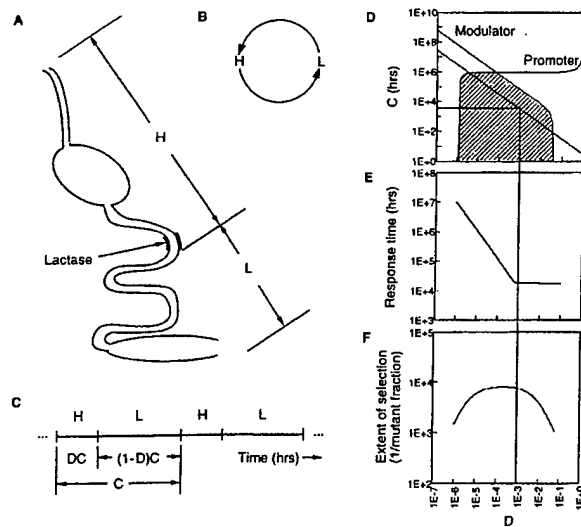 A
H
Lactase
L
B
H
L
C
H L H L
... ...
DC (1-D)C Time (hrs)
C
D
C (hrs)
1E+10
1E+8
1E+6
1E+4
1E+2
1E+0
Modulator
Promoter
E
Response time (hrs)
1E+8
1E+7
1E+6
1E+5
1E+4
1E+3
F
Extent of selection
(1/mutant fraction)
1E+5
1E+4
1E+3
1E+2
1E-7 1E-6 1E-5 1E-4 1E-3 1E-2 1E-1 1E-0
D